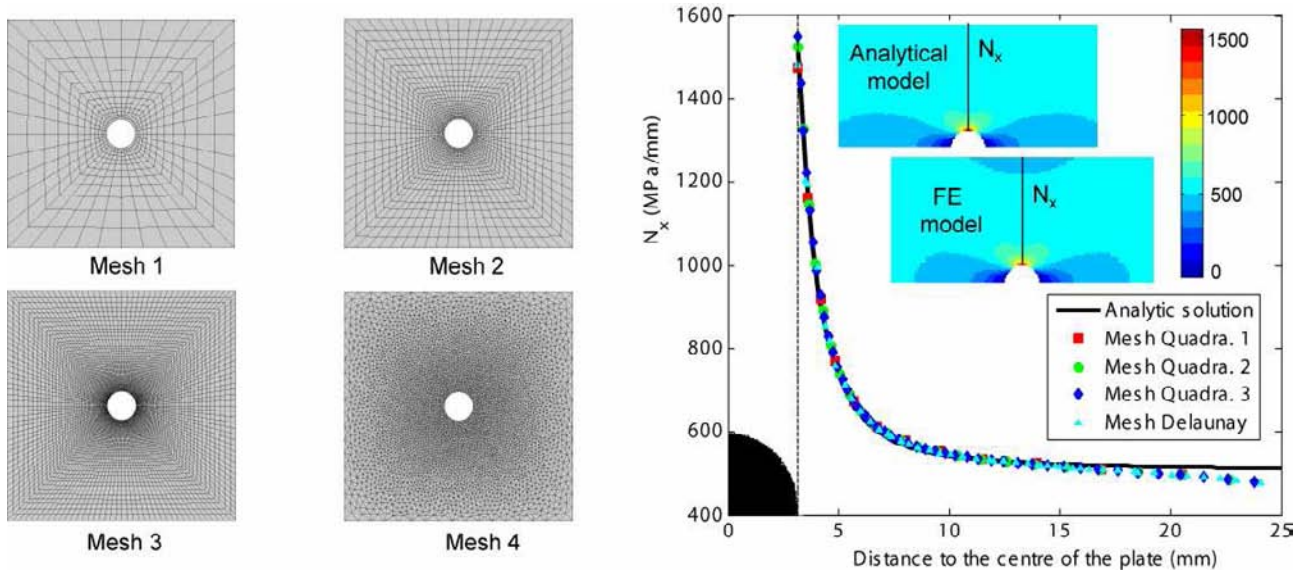 Mesh 1
Mesh 2
Mesh 3
Mesh 4
1600
1400
1200
1000
800
600
400
N_x (MPa/mm)
0
5
10
15
20
25
Distance to the centre of the plate (mm)
Analytical
model
N_x
FE
model
N_x
1500
1000
500
0
Analytic solution
Mesh Quadra. 1
Mesh Quadra. 2
Mesh Quadra. 3
Mesh Delaunay